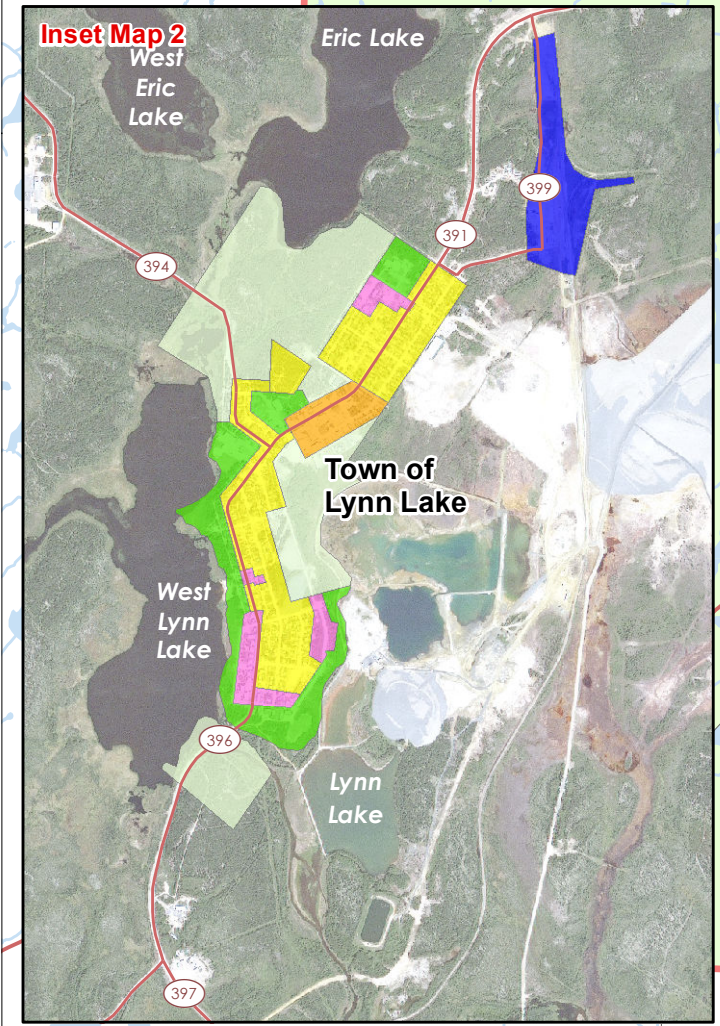 Inset Map 2
West
Eric
Lake
Eric Lake
399
391
394
Town of
Lynn Lake
West
Lynn
Lake
396
Lynn
Lake
397